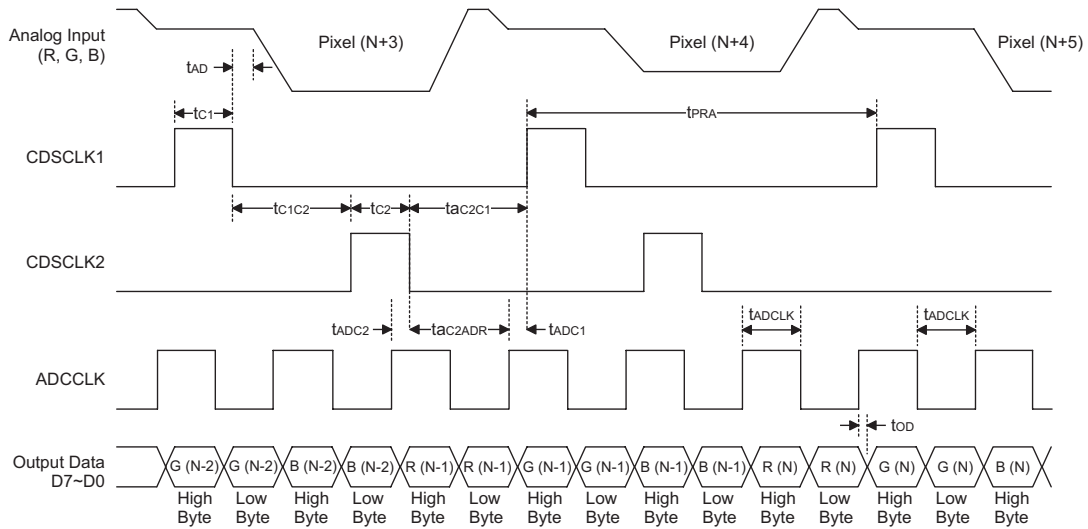 Analog Input
(R, G, B)
Pixel (N+3)
Pixel (N+4)
Pixel (N+5)
tAD
tC1
tPRA
CDSCLK1
tC1C2
tC2
taC2C1
CDSCLK2
tADC2
taC2ADR
tADC1
tADCLK
tADCLK
ADCCLK
tOD
Output Data
D7~D0
G (N-2) G (N-2) B (N-2) B (N-2) R (N-1) R (N-1) G (N-1) G (N-1) B (N-1) B (N-1) R (N) R (N) G (N) G (N) B (N)
High Low High Low High Low High Low High Low High Low High Low High
Byte Byte Byte Byte Byte Byte Byte Byte Byte Byte Byte Byte Byte Byte Byte